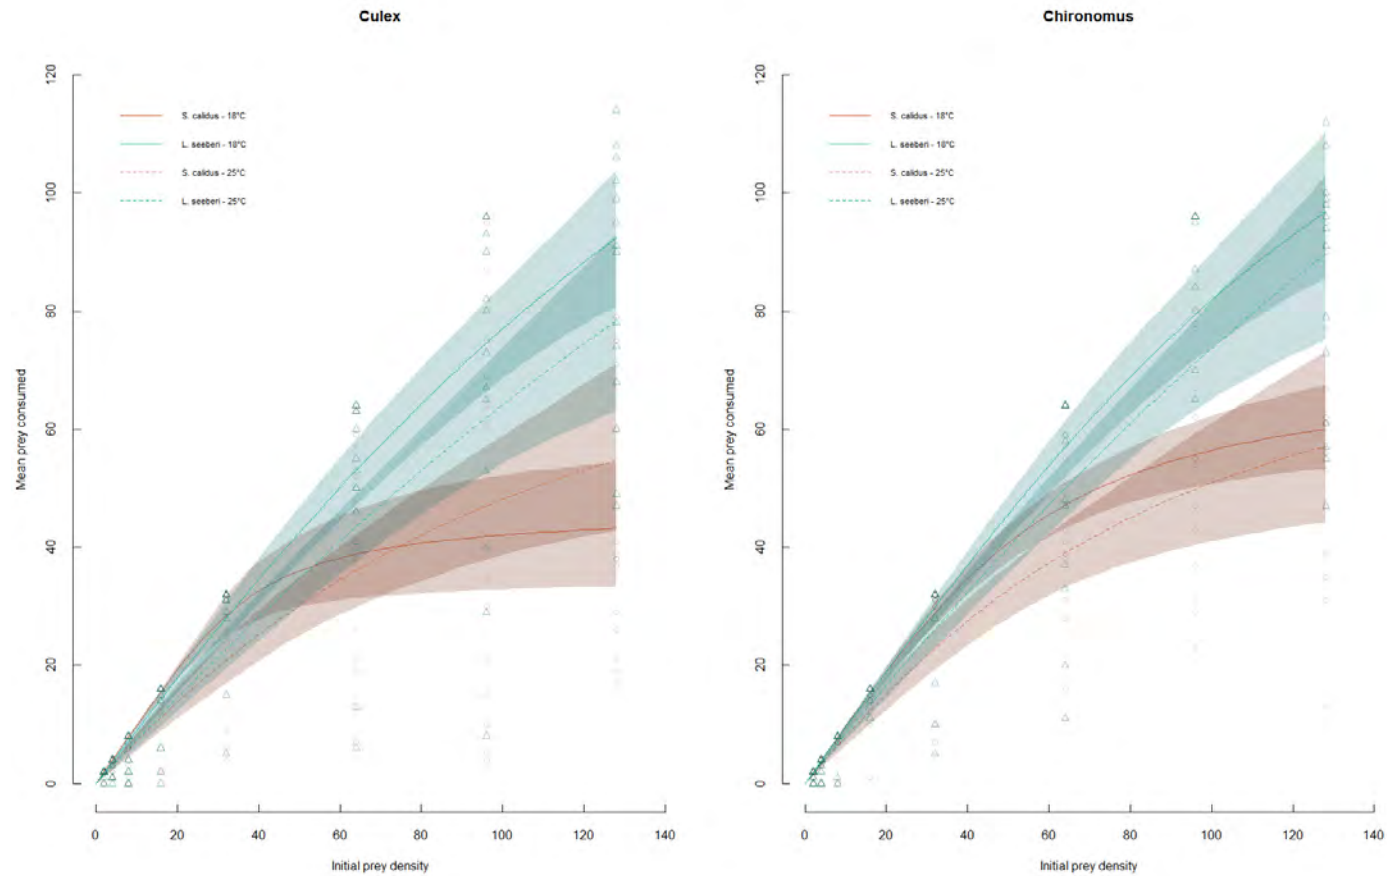 Culex
120
100
80
60
40
20
0
Mean prey consumed
S. calidus - 18°C
L. seeberi - 18°C
S. calidus - 25°C
L. seeberi - 25°C
0 20 40 60 80 100 120 140
Initial prey density
Chironomus
120
100
80
60
40
20
0
Mean prey consumed
S. calidus - 18°C
L. seeberi - 18°C
S. calidus - 25°C
L. seeberi - 25°C
0 20 40 60 80 100 120 140
Initial prey density